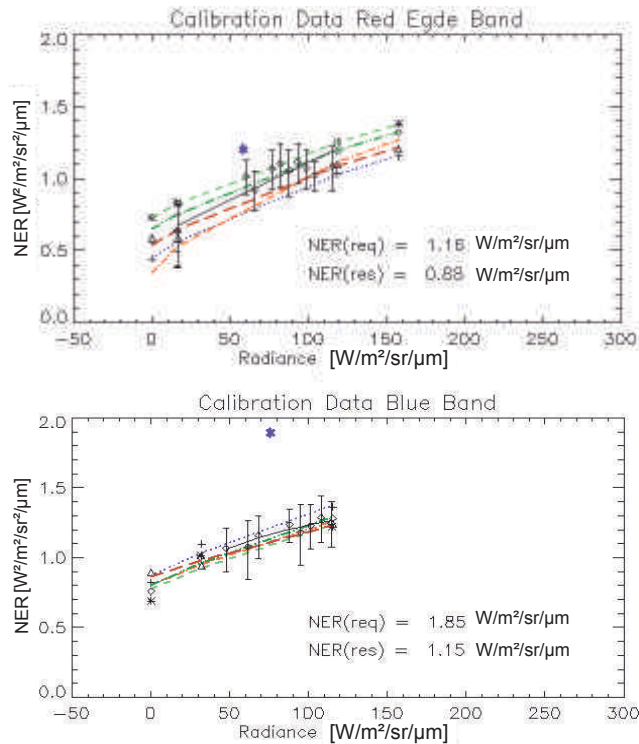 Calibration Data Red Egde Band
NER [W²/m²/sr²/µm]
2.0
1.5
1.0
0.5
0.0
NER(req) = 1.16 W/m²/sr/µm
NER(res) = 0.88 W/m²/sr/µm
-50 0 50 100 150 200 250 300
Radiance [W/m²/sr/µm]
Calibration Data Blue Band
NER [W²/m²/sr²/µm]
2.0
1.5
1.0
0.5
0.0
NER(req) = 1.85 W/m²/sr/µm
NER(res) = 1.15 W/m²/sr/µm
-50 0 50 100 150 200 250 300
Radiance [W/m²/sr/µm]